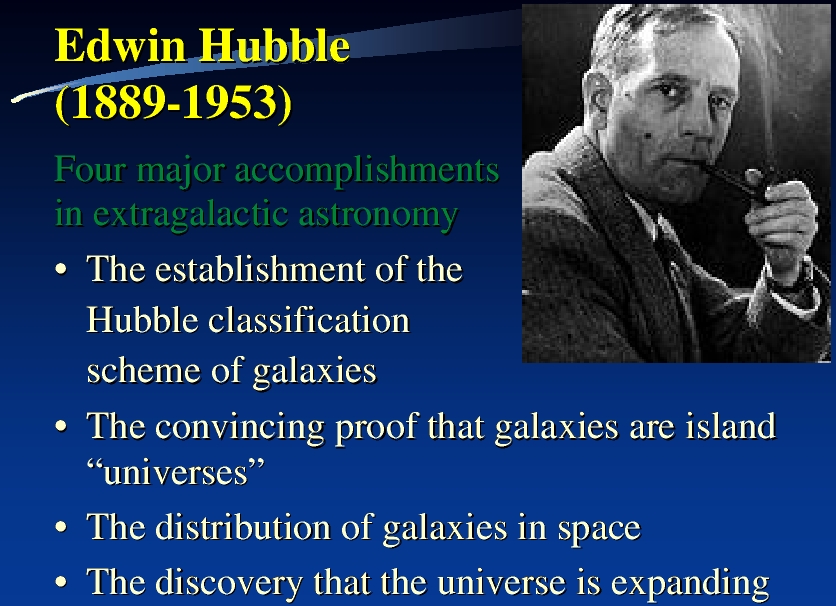 Edwin Hubble
(1889-1953)
Four major accomplishments
in extragalactic astronomy
• The establishment of the
Hubble classification
scheme of galaxies
• The convincing proof that galaxies are island
“universes”
• The distribution of galaxies in space
• The discovery that the universe is expanding